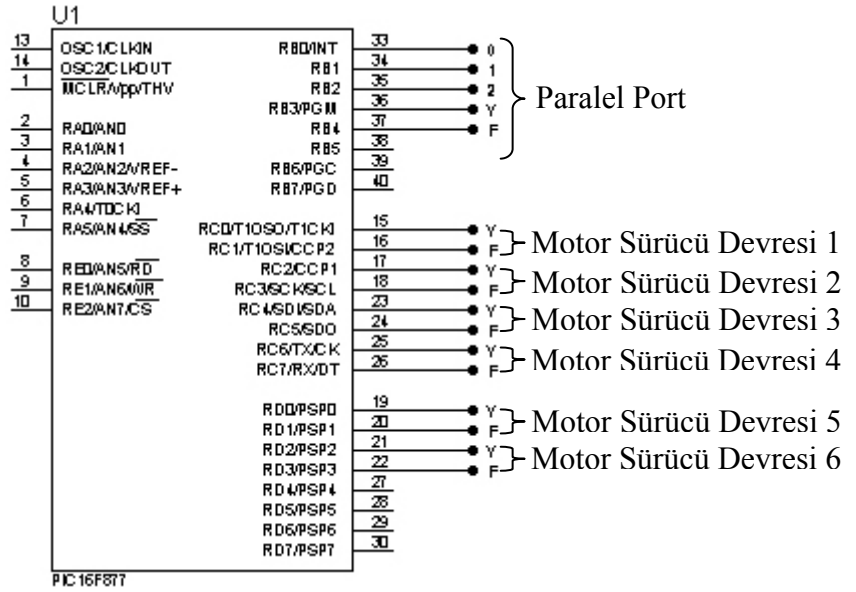 U1
13 OSC1/CLKIN RB0/INT 33 0
14 OSC2/CLKOUT RB1 34 1
1 MCLR/Vpp/THV RB2 35 2
RB3/PGM 36 Y
2 RA0/AN0 RB4 37 F
Paralel Port
3 RA1/AN1 RB5 38
4 RA2/AN2/VREF- RB6/PGC 39
5 RA3/AN3/VREF+ RB7/PGD 40
6 RA4/T0CKI
7 RA5/AN4/SS RC0/T1OSO/T1CKI 15 Y
RC1/T1OSI/CCP2 16 F
Motor Sürücü Devresi 1
8 RE0/AN5/RD RC2/CCP1 17 Y
9 RE1/AN6/WR RC3/SCK/SCL 18 F
Motor Sürücü Devresi 2
10 RE2/AN7/CS RC4/SDI/SDA 23 Y
RC5/SDO 24 F
Motor Sürücü Devresi 3
RC6/TX/CK 25 Y
RC7/RX/DT 26 F
Motor Sürücü Devresi 4
RD0/PSP0 19 Y
RD1/PSP1 20 F
Motor Sürücü Devresi 5
RD2/PSP2 21 Y
RD3/PSP3 22 F
Motor Sürücü Devresi 6
RD4/PSP4 27
RD5/PSP5 28
RD6/PSP6 29
RD7/PSP7 30
PIC16F877